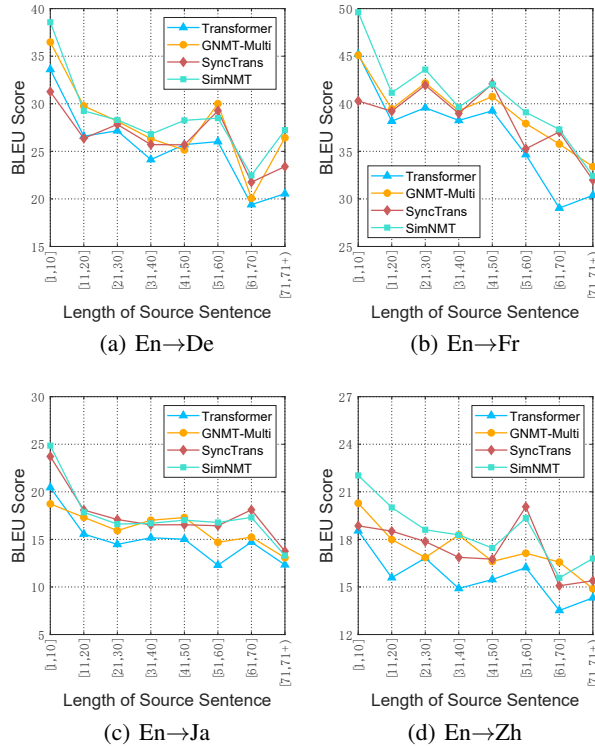 BLEU Score
40
35
30
25
20
15
Transformer
GNMT-Multi
SyncTrans
SimNMT
[1,10]
[11,20]
[21,30]
[31,40]
[41,50]
[51,60]
[61,70]
[71,71+)
Length of Source Sentence
(a) En→De
BLEU Score
50
45
40
35
30
25
Transformer
GNMT-Multi
SyncTrans
SimNMT
[1,10]
[11,20]
[21,30]
[31,40]
[41,50]
[51,60]
[61,70]
[71,71+)
Length of Source Sentence
(b) En→Fr
BLEU Score
30
25
20
15
10
5
Transformer
GNMT-Multi
SyncTrans
SimNMT
[1,10]
[11,20]
[21,30]
[31,40]
[41,50]
[51,60]
[61,70]
[71,71+)
Length of Source Sentence
(c) En→Ja
BLEU Score
27
24
21
18
15
12
Transformer
GNMT-Multi
SyncTrans
SimNMT
[1,10]
[11,20]
[21,30]
[31,40]
[41,50]
[51,60]
[61,70]
[71,71+)
Length of Source Sentence
(d) En→Zh